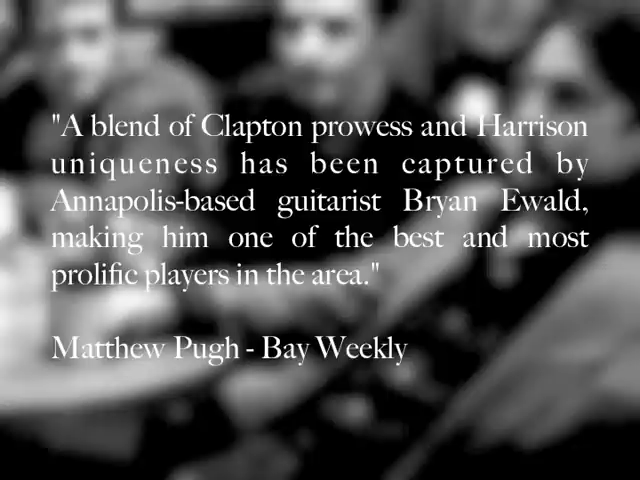 "A blend of Clapton prowess and Harrison
uniqueness has been captured by
Annapolis-based guitarist Bryan Ewald,
making him one of the best and most
prolific players in the area."
Matthew Pugh - Bay Weekly